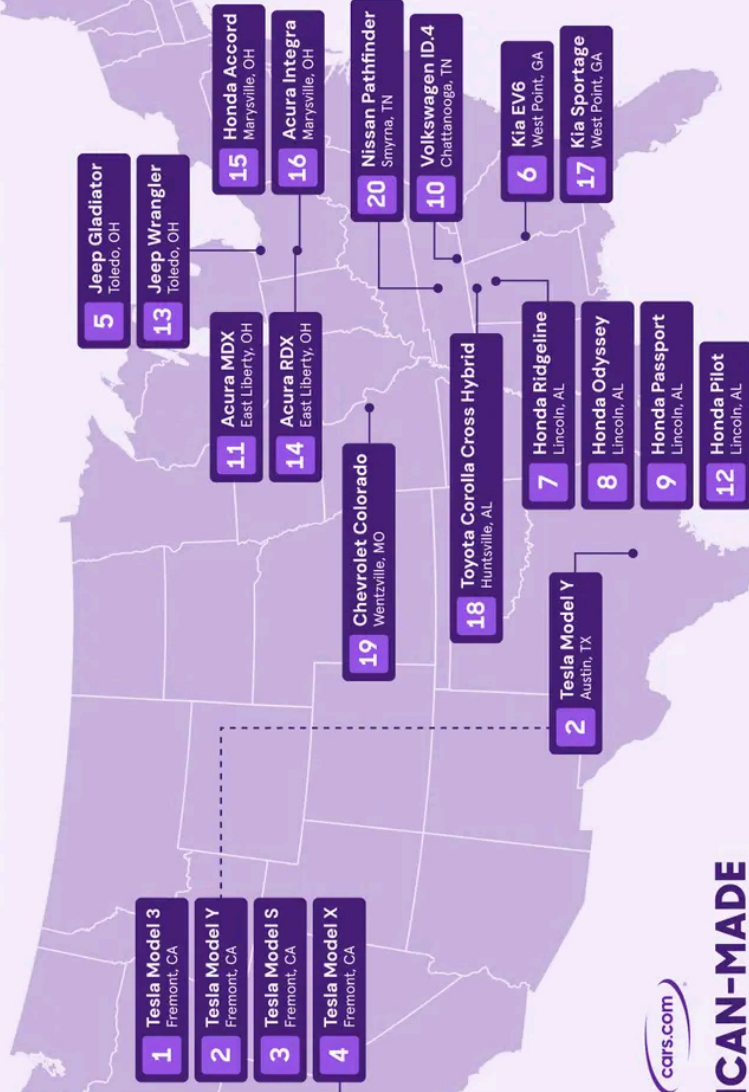 1
Tesla Model 3
Fremont, CA
2
Tesla Model Y
Fremont, CA
3
Tesla Model S
Fremont, CA
4
Tesla Model X
Fremont, CA
5
Jeep Gladiator
Toledo, OH
13
Jeep Wrangler
Toledo, OH
15
Honda Accord
Marysville, OH
16
Acura Integra
Marysville, OH
11
Acura MDX
East Liberty, OH
14
Acura RDX
East Liberty, OH
19
Chevrolet Colorado
Wentzville, MO
20
Nissan Pathfinder
Smyrna, TN
10
Volkswagen ID.4
Chattanooga, TN
18
Toyota Corolla Cross Hybrid
Huntsville, AL
6
Kia EV6
West Point, GA
17
Kia Sportage
West Point, GA
7
Honda Ridgeline
Lincoln, AL
8
Honda Odyssey
Lincoln, AL
9
Honda Passport
Lincoln, AL
12
Honda Pilot
Lincoln, AL
2
Tesla Model Y
Austin, TX
cars.com
ICAN-MADE